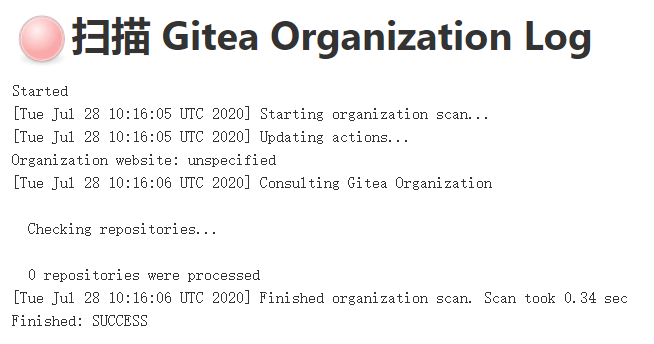 扫描 Gitea Organization Log
Started
[Tue Jul 28 10:16:05 UTC 2020] Starting organization scan...
[Tue Jul 28 10:16:05 UTC 2020] Updating actions...
Organization website: unspecified
[Tue Jul 28 10:16:06 UTC 2020] Consulting Gitea Organization
Checking repositories...
0 repositories were processed
[Tue Jul 28 10:16:06 UTC 2020] Finished organization scan. Scan took 0.34 sec
Finished: SUCCESS